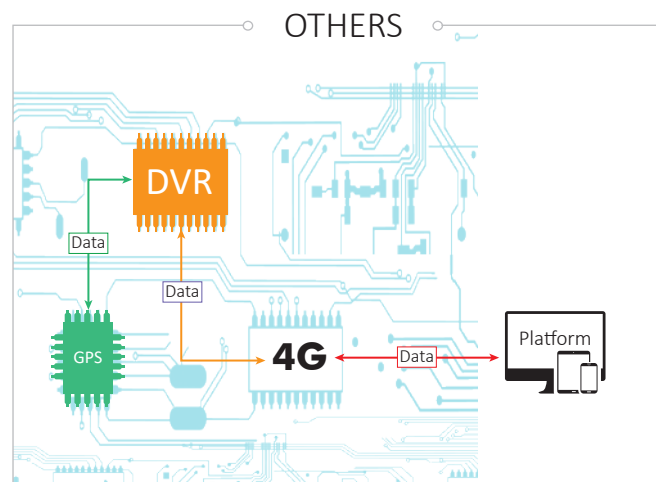 OTHERS
DVR
Data
Data
GPS
4G
Data
Platform